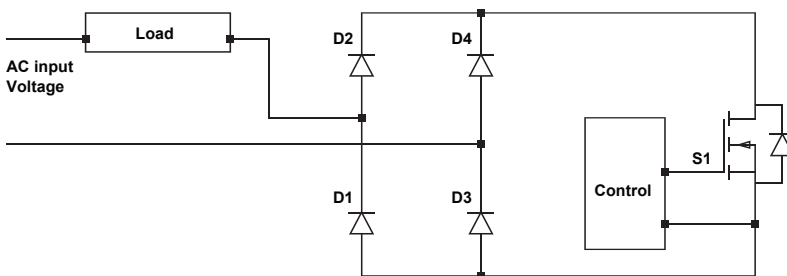 Load
D2
D4
AC input
Voltage
S1
Control
D1
D3